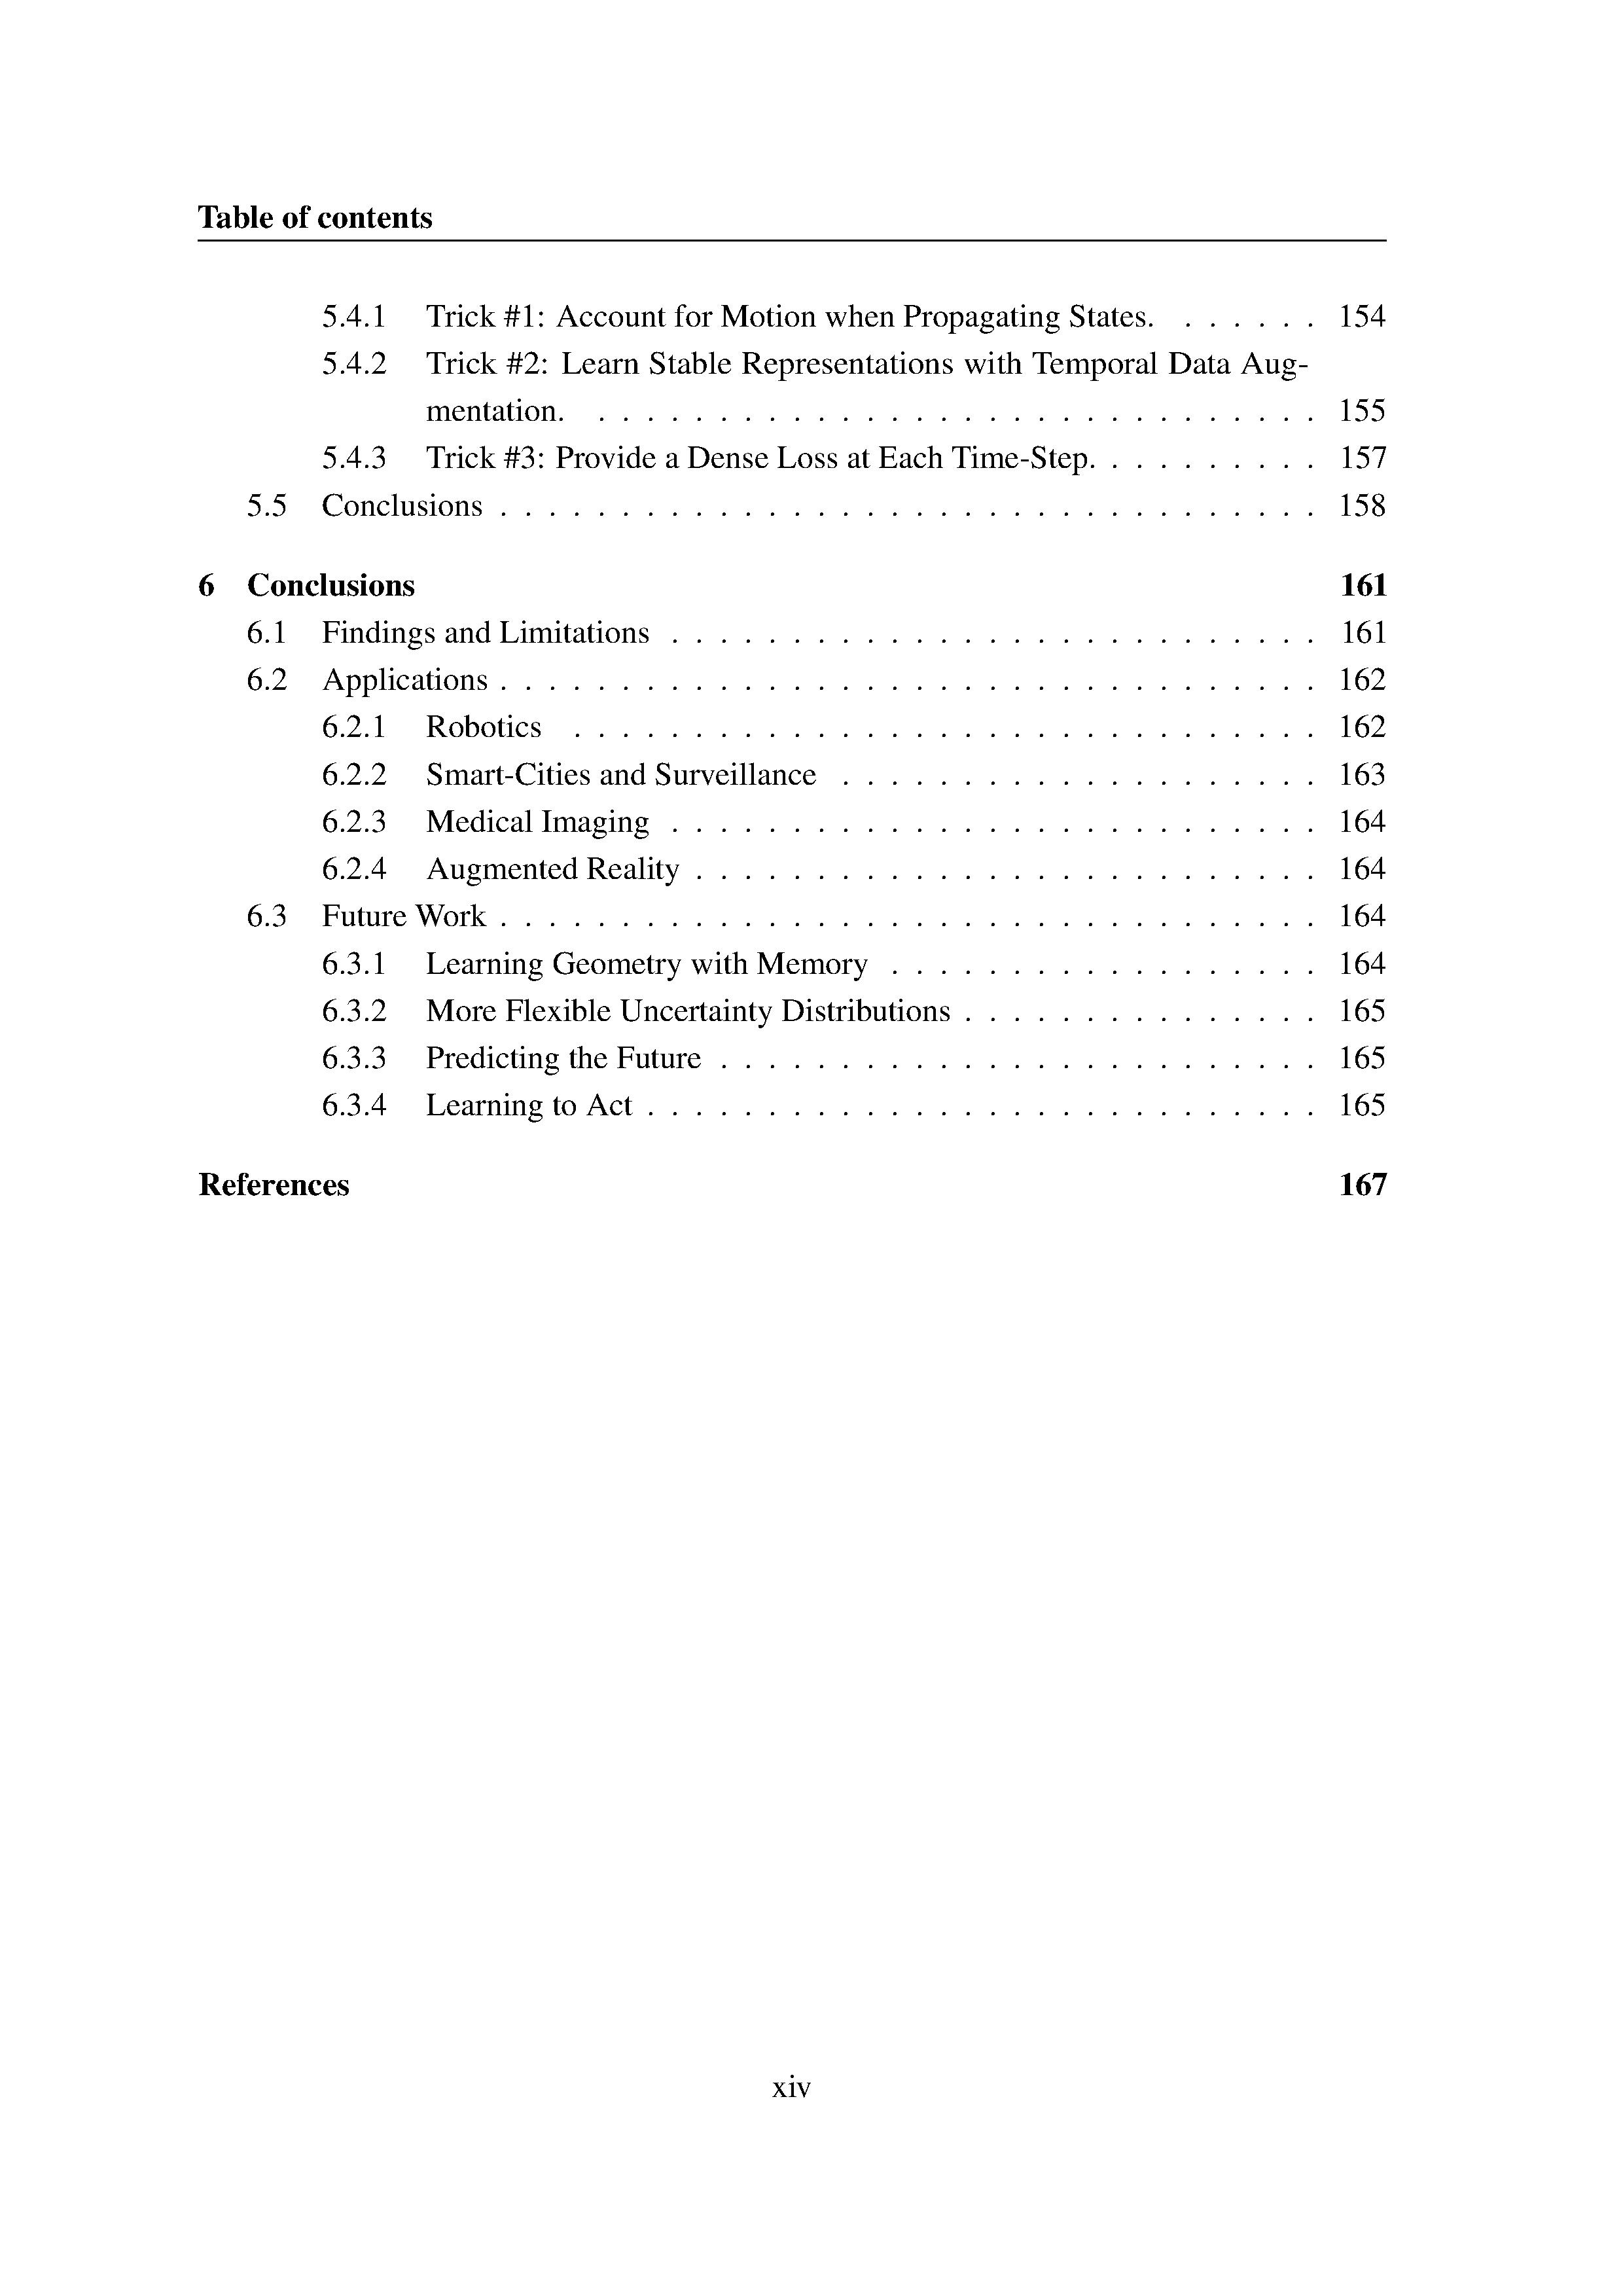 Table of contents
5.4.1 Trick #1: Account for Motion when Propagating States. . . . . . . 154
5.4.2 Trick #2: Learn Stable Representations with Temporal Data Aug-
mentation. . . . . . . . . . . . . . . . . . . . . . . . . . . . . . . 155
5.4.3 Trick #3: Provide a Dense Loss at Each Time-Step. . . . . . . . . . 157
5.5 Conclusions . . . . . . . . . . . . . . . . . . . . . . . . . . . . . . . . . . 158
6 Conclusions 161
6.1 Findings and Limitations . . . . . . . . . . . . . . . . . . . . . . . . . . . 161
6.2 Applications . . . . . . . . . . . . . . . . . . . . . . . . . . . . . . . . . . 162
6.2.1 Robotics . . . . . . . . . . . . . . . . . . . . . . . . . . . . . . . 162
6.2.2 Smart-Cities and Surveillance . . . . . . . . . . . . . . . . . . . . 163
6.2.3 Medical Imaging . . . . . . . . . . . . . . . . . . . . . . . . . . . 164
6.2.4 Augmented Reality . . . . . . . . . . . . . . . . . . . . . . . . . . 164
6.3 Future Work . . . . . . . . . . . . . . . . . . . . . . . . . . . . . . . . . . 164
6.3.1 Learning Geometry with Memory . . . . . . . . . . . . . . . . . . 164
6.3.2 More Flexible Uncertainty Distributions . . . . . . . . . . . . . . . 165
6.3.3 Predicting the Future . . . . . . . . . . . . . . . . . . . . . . . . . 165
6.3.4 Learning to Act . . . . . . . . . . . . . . . . . . . . . . . . . . . . 165
References 167
xiv